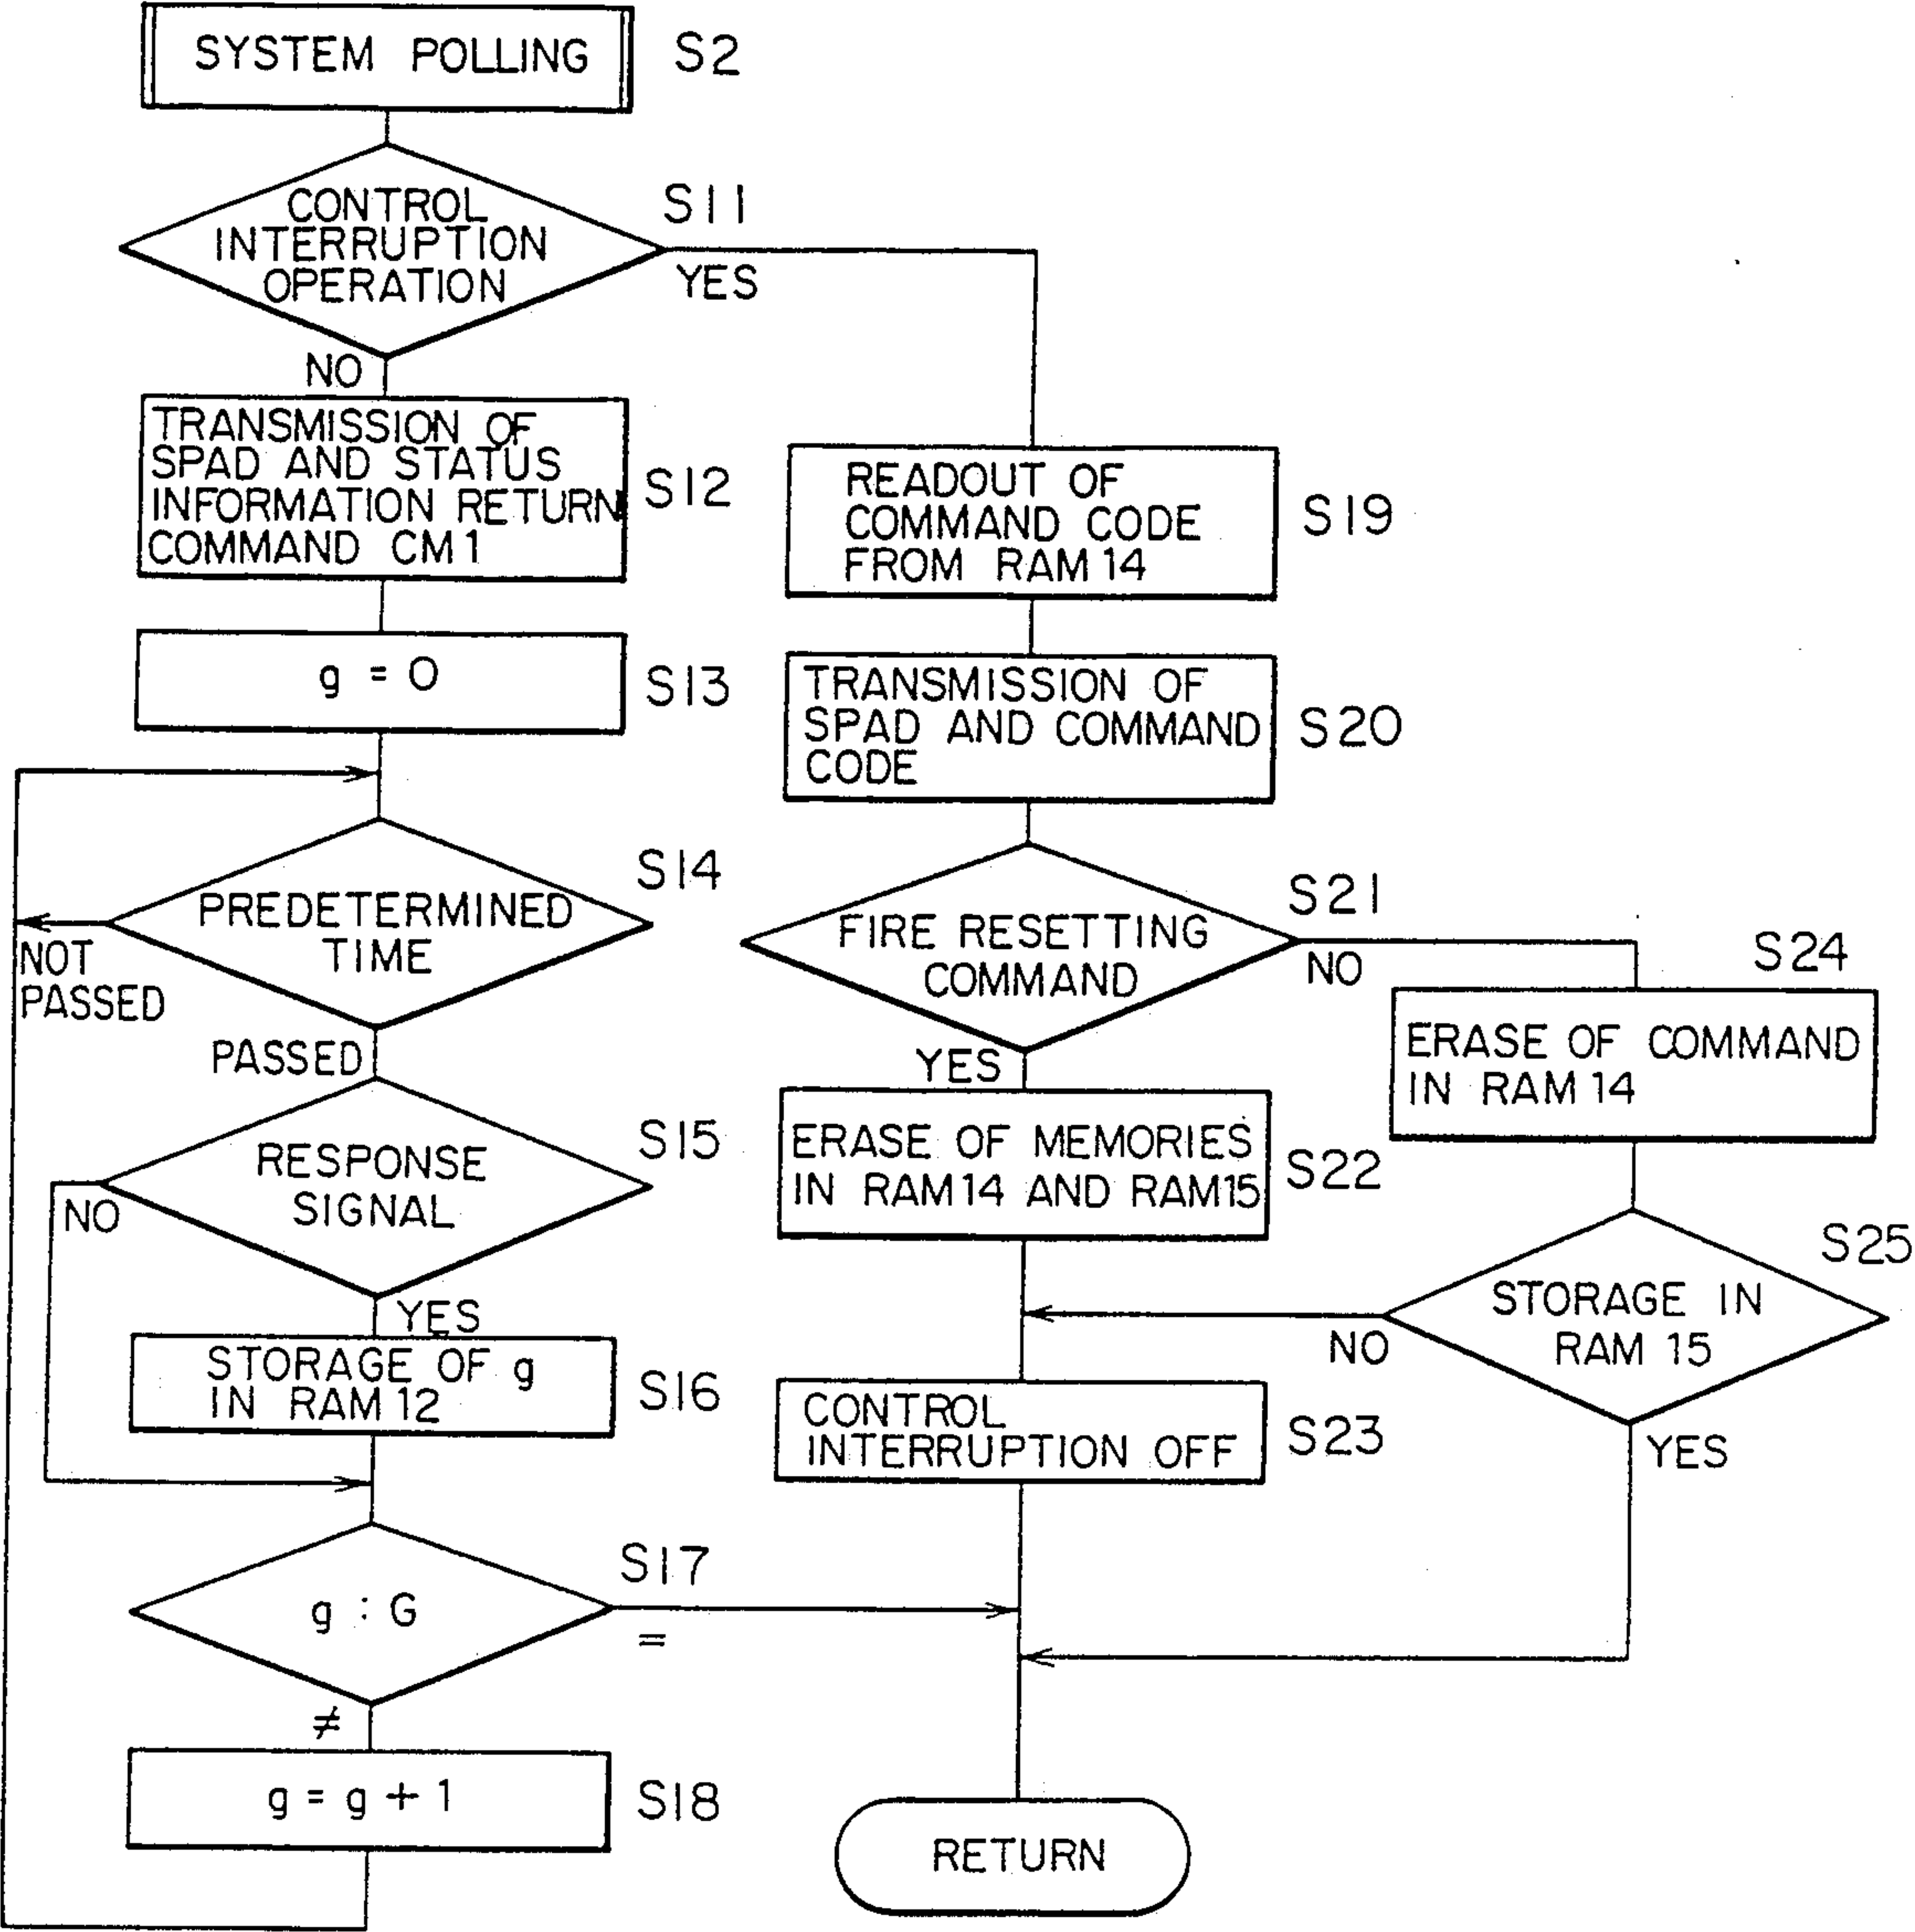 SYSTEM POLLING
S2
CONTROL
INTERRUPTION
OPERATION
S11
YES
NO
TRANSMISSION OF
SPAD AND STATUS
INFORMATION RETURN
COMMAND CM1
S12
g = 0
S13
PREDETERMINED
TIME
S14
NOT
PASSED
PASSED
RESPONSE
SIGNAL
S15
NO
YES
STORAGE OF g
IN RAM 12
S16
g : G
S17
=
≠
g = g + 1
S18
READOUT OF
COMMAND CODE
FROM RAM 14
S19
TRANSMISSION OF
SPAD AND COMMAND
CODE
S20
FIRE RESETTING
COMMAND
S21
NO
YES
ERASE OF MEMORIES
IN RAM 14 AND RAM 15
S22
CONTROL
INTERRUPTION OFF
S23
S24
ERASE OF COMMAND
IN RAM 14
S25
STORAGE IN
RAM 15
NO
YES
RETURN